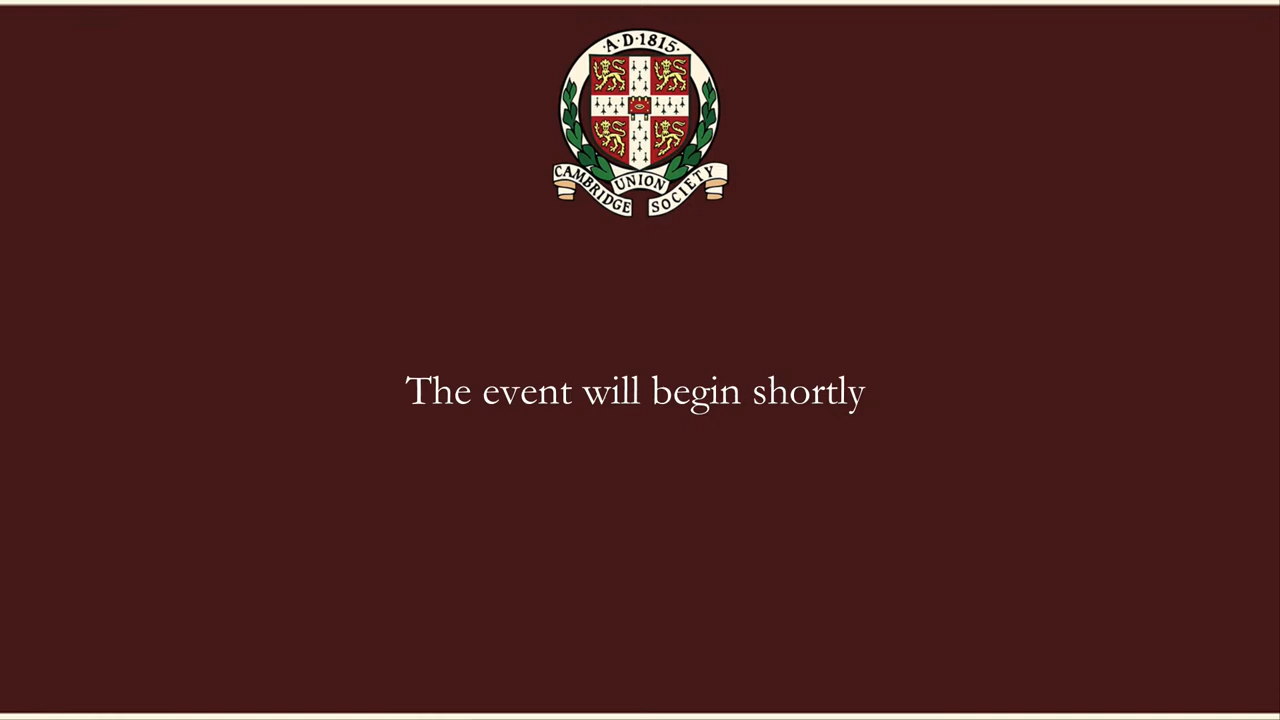 ·A·D·1815·
CAMBRIDGE UNION SOCIETY
The event will begin shortly